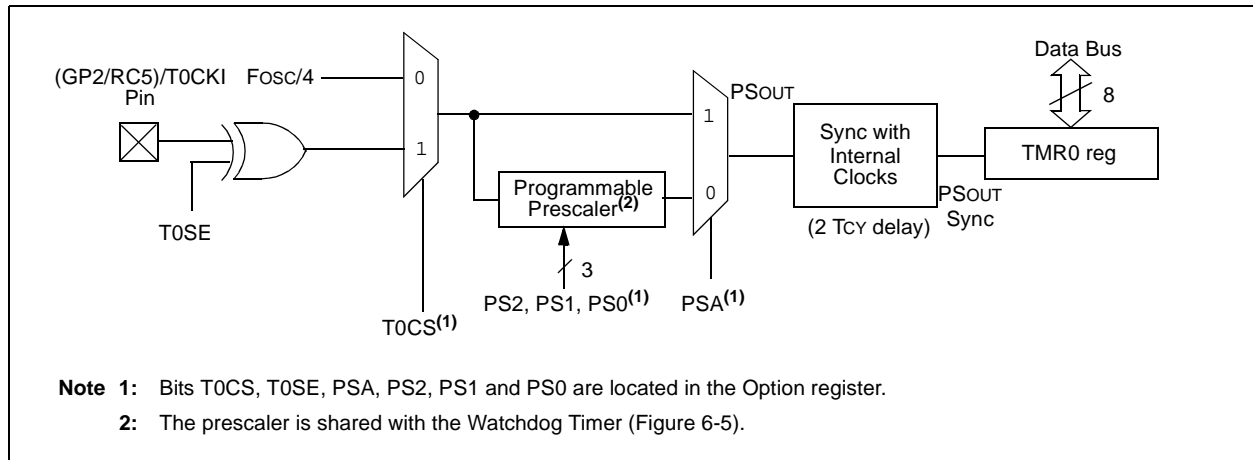 Data Bus
(GP2/RC5)/T0CKI
Pin
FOSC/4
0
1
T0SE
T0CS(1)
Programmable
Prescaler(2)
3
PS2, PS1, PS0(1)
1
0
PSA(1)
PSOUT
Sync with
Internal
Clocks
(2 TCY delay)
PSOUT
Sync
8
TMR0 reg
Note 1: Bits T0CS, T0SE, PSA, PS2, PS1 and PS0 are located in the Option register.
2: The prescaler is shared with the Watchdog Timer (Figure 6-5).